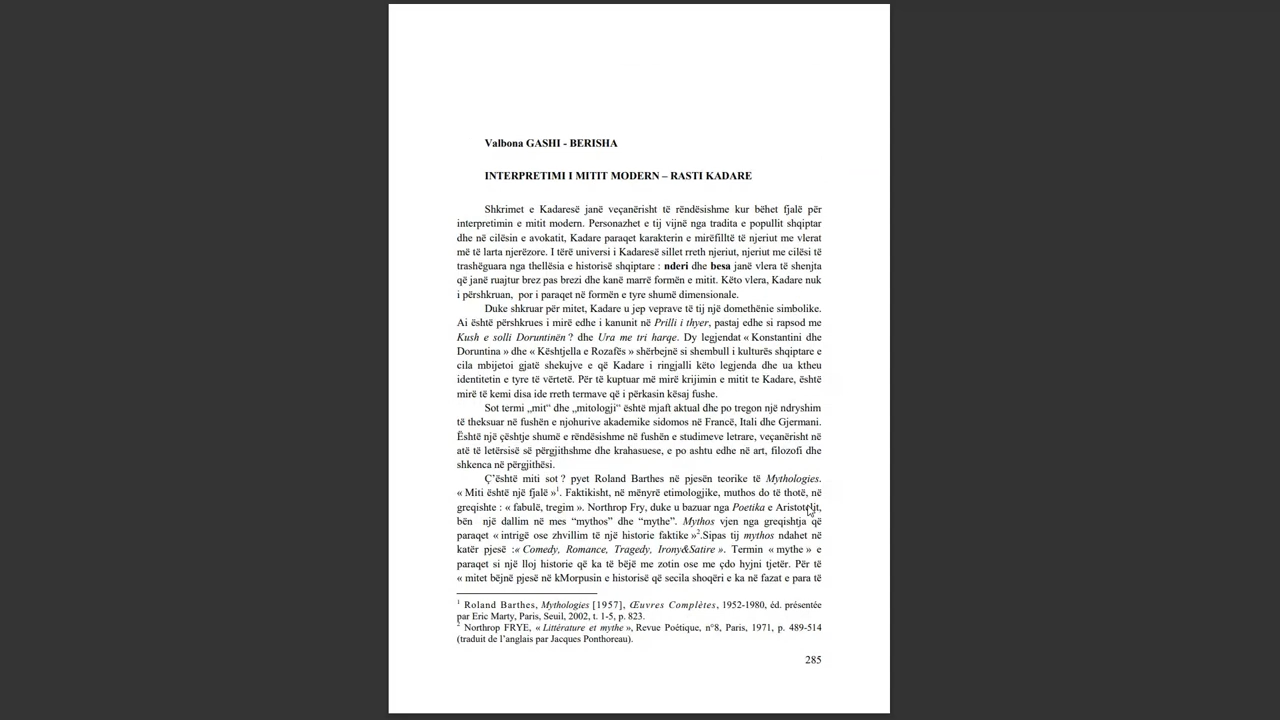 Valbona GASHI - BERISHA
INTERPRETIMI I MITIT MODERN – RASTI KADARE
Shkrimet e Kadaresë janë veçanërisht të rëndësishme kur bëhet fjalë për
interpretimin e mitit modern. Personazhet e tij vijnë nga tradita e popullit shqiptar
dhe në cilësin e avokatit, Kadare paraqet karakterin e mirëfilltë të njeriut me vlerat
më të larta njerëzore. I tërë universi i Kadaresë sillet rreth njeriut, njeriut me cilësi të
trashëguara nga thellësia e historisë shqiptare : nderi dhe besa janë vlera të shenjta
që janë ruajtur brez pas brezi dhe kanë marrë formën e mitit. Këto vlera, Kadare nuk
i përshkruan, por i paraqet në formën e tyre shumë dimensionale.
Duke shkruar për mitet, Kadare u jep veprave të tij një domethënie simbolike.
Ai është përshkrues i mirë edhe i kanunit në Prilli i thyer, pastaj edhe si rapsod me
Kush e solli Doruntinën ? dhe Ura me tri harqe. Dy legjendat « Konstantini dhe
Doruntina » dhe « Kështjella e Rozafës » shërbejnë si shembull i kulturës shqiptare e
cila mbijetoi gjatë shekujve e që Kadare i ringjalli këto legjenda dhe ua ktheu
identitetin e tyre të vërtetë. Për të kuptuar më mirë krijimin e mitit te Kadare, është
mirë të kemi disa ide rreth termave që i përkasin kësaj fushe.
Sot termi „mit“ dhe „mitologji“ është mjaft aktual dhe po tregon një ndryshim
të theksuar në fushën e njohurive akademike sidomos në Francë, Itali dhe Gjermani.
Është një çështje shumë e rëndësishme në fushën e studimeve letrare, veçanërisht në
atë të letërsisë së përgjithshme dhe krahasuese, e po ashtu edhe në art, filozofi dhe
shkenca në përgjithësi.
Ç’është miti sot ? pyet Roland Barthes në pjesën teorike të Mythologies.
« Miti është një fjalë »1. Faktikisht, në mënyrë etimologjike, muthos do të thotë, në
greqishte : « fabulë, tregim ». Northrop Fry, duke u bazuar nga Poetika e Aristotelit,
bën një dallim në mes “mythos” dhe “mythe”. Mythos vjen nga greqishtja që
paraqet « intrigë ose zhvillim të një historie faktike »2.Sipas tij mythos ndahet në
katër pjesë :« Comedy, Romance, Tragedy, Irony&Satire ». Termin « mythe » e
paraqet si një lloj historie që ka të bëjë me zotin ose me çdo hyjni tjetër. Për të
« mitet bëjnë pjesë në kMorpusin e historisë që secila shoqëri e ka në fazat e para të
1 Roland Barthes, Mythologies [1957], Œuvres Complètes, 1952-1980, éd. présentée
par Eric Marty, Paris, Seuil, 2002, t. 1-5, p. 823.
2 Northrop FRYE, « Littérature et mythe », Revue Poétique, n°8, Paris, 1971, p. 489-514
(traduit de l’anglais par Jacques Ponthoreau).
285